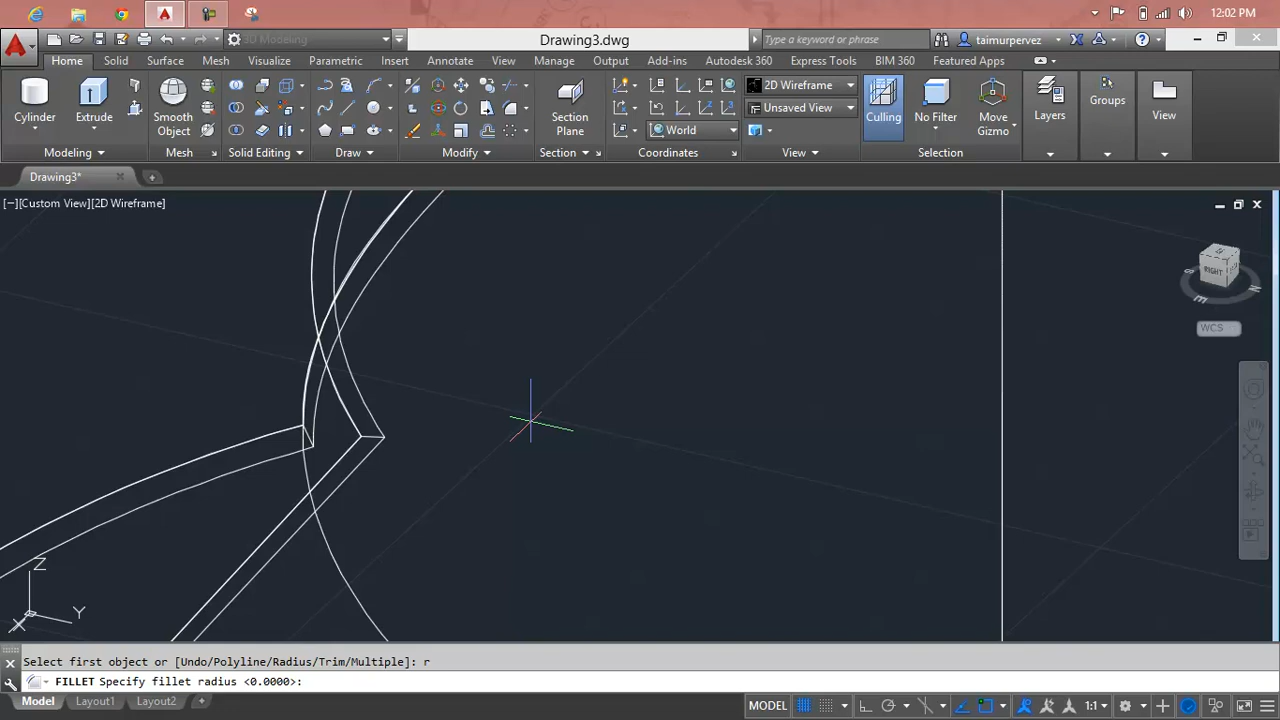 12:02 PM
3D Modeling
Drawing3.dwg
Type a keyword or phrase
taimurpervez
Home Solid Surface Mesh Visualize Parametric Insert Annotate View Manage Output Add-ins Autodesk 360 Express Tools BIM 360 Featured Apps
Cylinder
Extrude
Smooth
Object
Section
Plane
2D Wireframe
Unsaved View
World
Culling
No Filter
Move
Gizmo
Layers
Groups
View
Modeling
Mesh
Solid Editing
Draw
Modify
Section
Coordinates
View
Selection
Drawing3*
[−][Custom View][2D Wireframe]
RIGHT
WCS
Z
Y
X
Select first object or [Undo/Polyline/Radius/Trim/Multiple]: r
FILLET Specify fillet radius <0.0000>:
Model Layout1 Layout2
MODEL
1:1